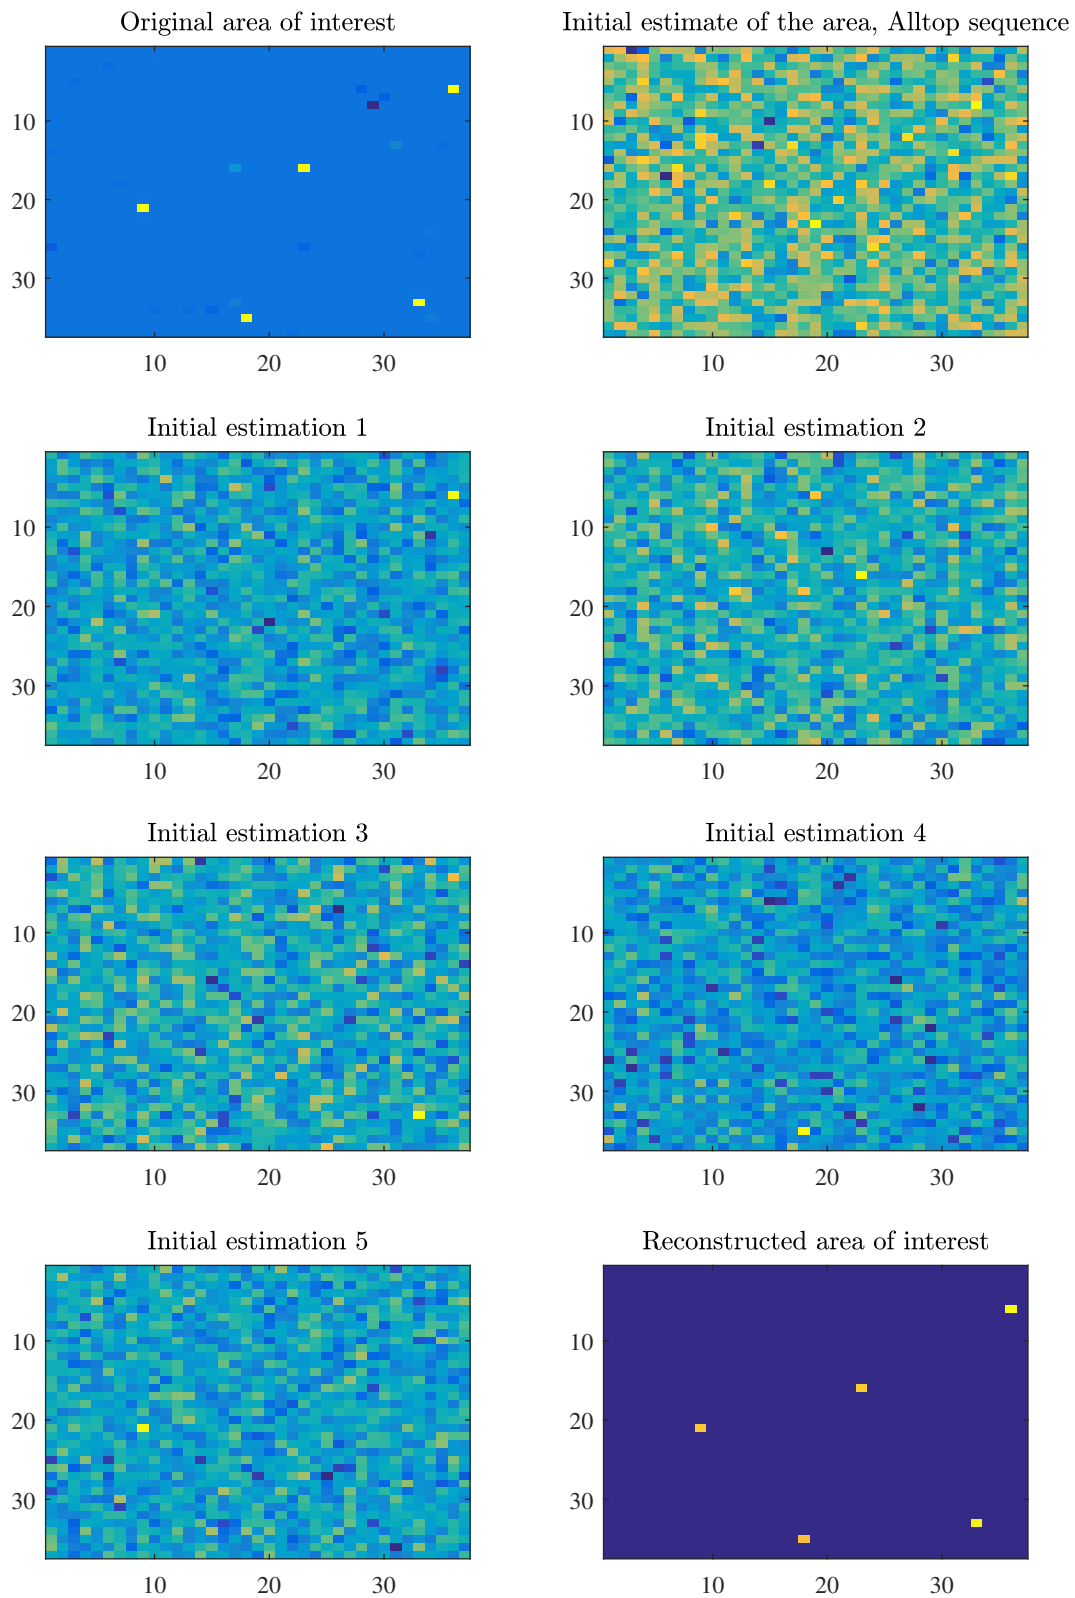 Original area of interest
10
20
30
10 20 30
Initial estimate of the area, Alltop sequence
10
20
30
10 20 30
Initial estimation 1
10
20
30
10 20 30
Initial estimation 2
10
20
30
10 20 30
Initial estimation 3
10
20
30
10 20 30
Initial estimation 4
10
20
30
10 20 30
Initial estimation 5
10
20
30
10 20 30
Reconstructed area of interest
10
20
30
10 20 30